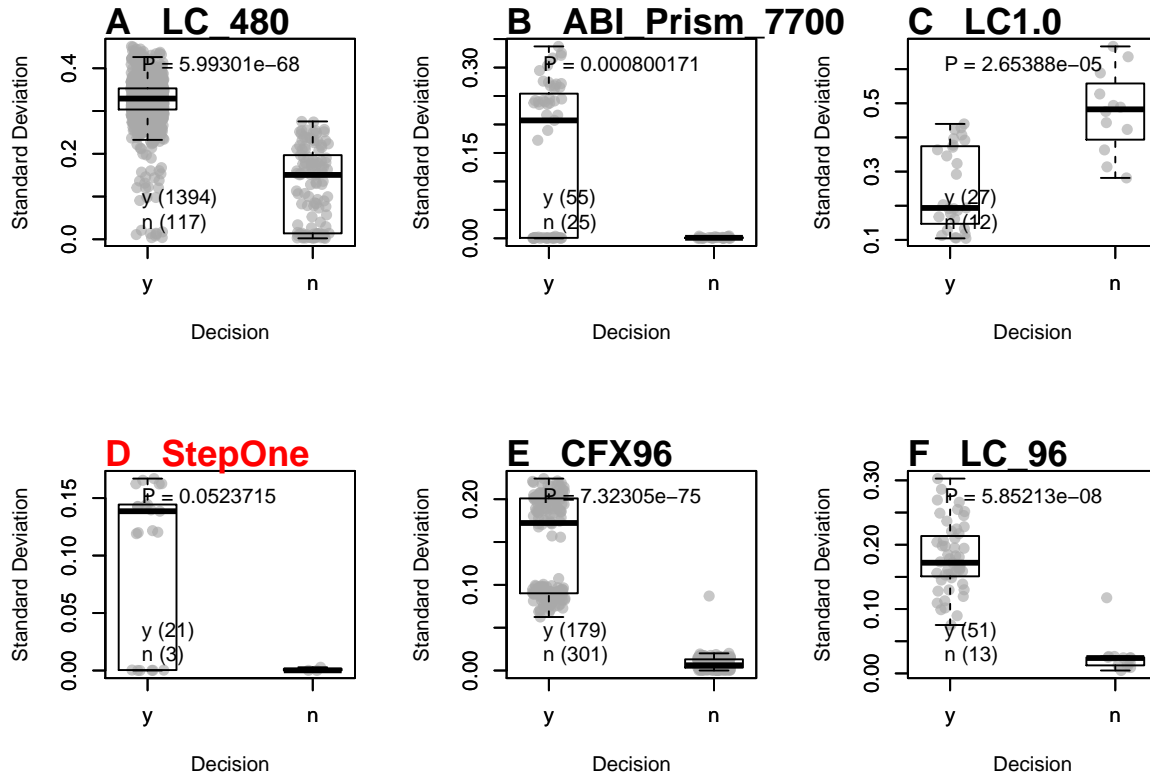 A LC_480
P = 5.99301e−68
y (1394)
n (117)
0.0
0.2
0.4
Standard Deviation
y
n
Decision
B ABI_Prism_7700
P = 0.000800171
y (55)
n (25)
0.00
0.15
0.30
Standard Deviation
y
n
Decision
C LC1.0
P = 2.65388e−05
y (27)
n (12)
0.1
0.3
0.5
Standard Deviation
y
n
Decision
D StepOne
P = 0.0523715
y (21)
n (3)
0.00
0.05
0.10
0.15
Standard Deviation
y
n
Decision
E CFX96
P = 7.32305e−75
y (179)
n (301)
0.00
0.10
0.20
Standard Deviation
y
n
Decision
F LC_96
P = 5.85213e−08
y (51)
n (13)
0.00
0.10
0.20
0.30
Standard Deviation
y
n
Decision